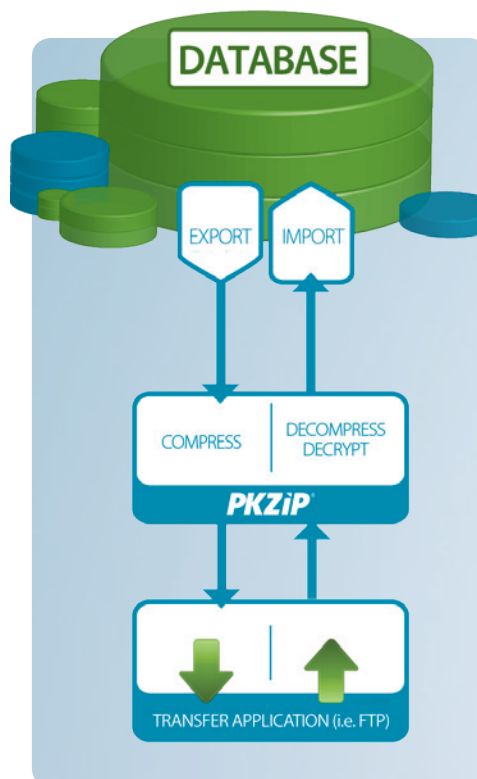 DATABASE
EXPORT
IMPORT
COMPRESS
DECOMPRESS
DECRYPT
PKZiP®
TRANSFER APPLICATION (i.e. FTP)